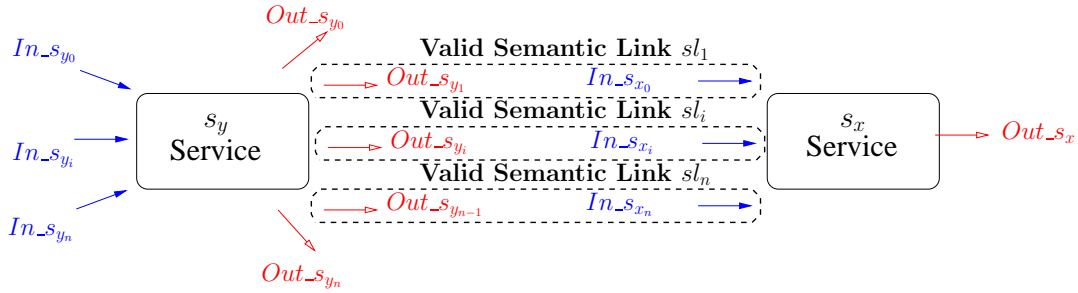 Out_s_{y_0}
In_s_{y_0}
Valid Semantic Link sl_1
Out_s_{y_1} In_s_{x_0}
Valid Semantic Link sl_i
s_y
Service
In_s_{y_i}
Out_s_{y_i} In_s_{x_i}
s_x
Service
Out_s_x
Valid Semantic Link sl_n
Out_s_{y_{n-1}} In_s_{x_n}
In_s_{y_n}
Out_s_{y_n}